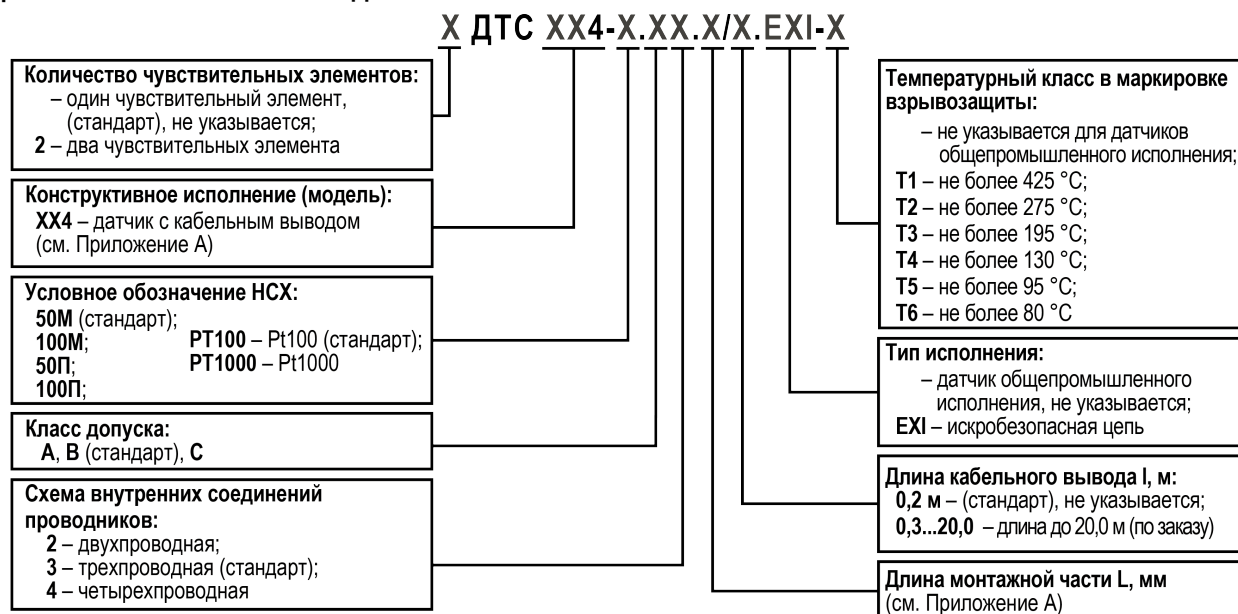 X ДТС XX4-X.XX.X/X.EXI-X
Количество чувствительных элементов:
– один чувствительный элемент,
(стандарт), не указывается;
2 – два чувствительных элемента
Конструктивное исполнение (модель):
XX4 – датчик с кабельным выводом
(см. Приложение А)
Условное обозначение НСХ:
50М (стандарт);
100М; PT100 – Pt100 (стандарт);
50П; PT1000 – Pt1000
100П;
Класс допуска:
А, В (стандарт), С
Схема внутренних соединений
проводников:
2 – двухпроводная;
3 – трехпроводная (стандарт);
4 – четырехпроводная
Температурный класс в маркировке
взрывозащиты:
– не указывается для датчиков
общепромышленного исполнения;
Т1 – не более 425 °C;
Т2 – не более 275 °C;
Т3 – не более 195 °C;
Т4 – не более 130 °C;
Т5 – не более 95 °C;
Т6 – не более 80 °C
Тип исполнения:
– датчик общепромышленного
исполнения, не указывается;
EXI – искробезопасная цепь
Длина кабельного вывода l, м:
0,2 м – (стандарт), не указывается;
0,3...20,0 – длина до 20,0 м (по заказу)
Длина монтажной части L, мм
(см. Приложение А)